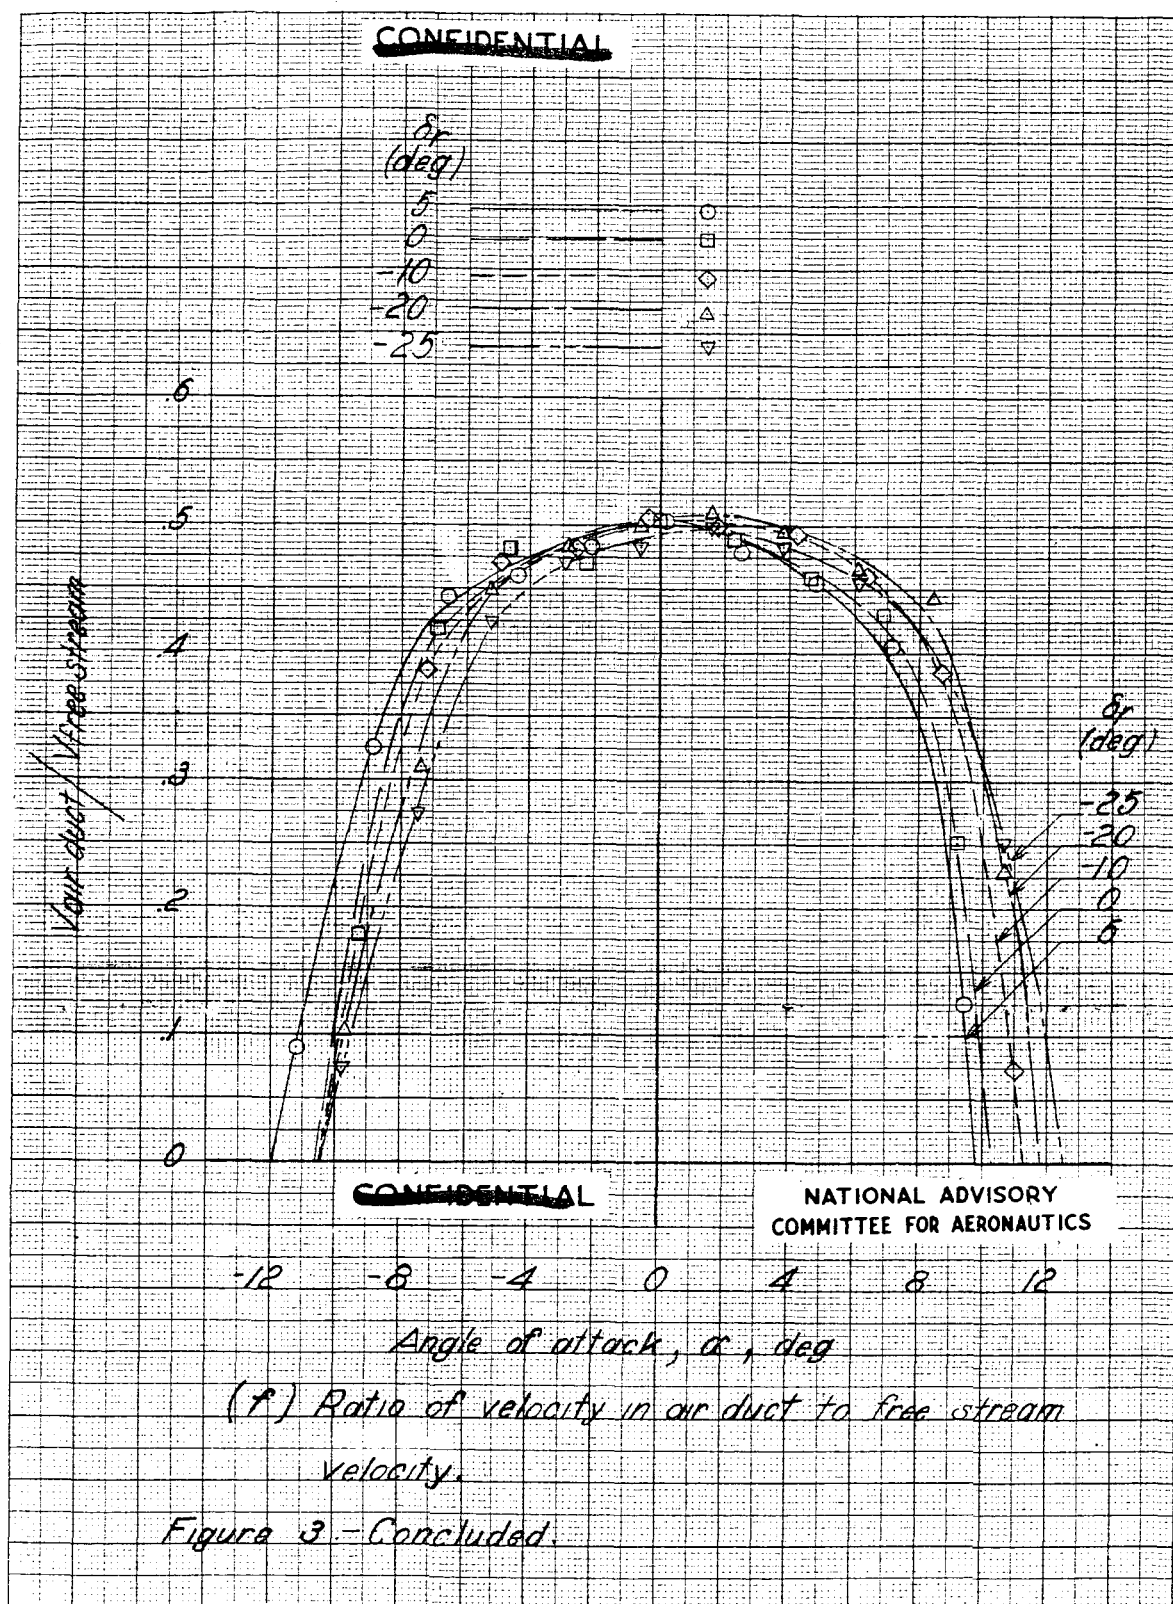 CONFIDENTIAL
δr
(deg)
5
0
-10
-20
-25
.6
.5
.4
.3
.2
.1
0
Vair duct/Vfree stream
δr
(deg)
-25
-20
-10
0
5
CONFIDENTIAL
NATIONAL ADVISORY
COMMITTEE FOR AERONAUTICS
-12 -8 -4 0 4 8 12
Angle of attack, α, deg
(f) Ratio of velocity in air duct to free stream
velocity.
Figure 3 - Concluded.